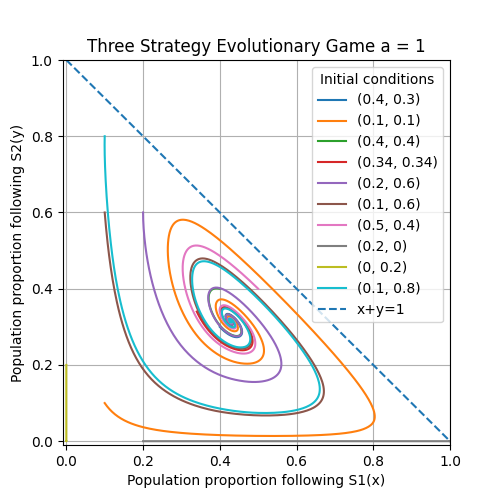 Three Strategy Evolutionary Game a = 1
Population proportion following S2(y)
1.0
0.8
0.6
0.4
0.2
0.0
0.0 0.2 0.4 0.6 0.8 1.0
Population proportion following S1(x)
Initial conditions
(0.4, 0.3)
(0.1, 0.1)
(0.4, 0.4)
(0.34, 0.34)
(0.2, 0.6)
(0.1, 0.6)
(0.5, 0.4)
(0.2, 0)
(0, 0.2)
(0.1, 0.8)
x+y=1